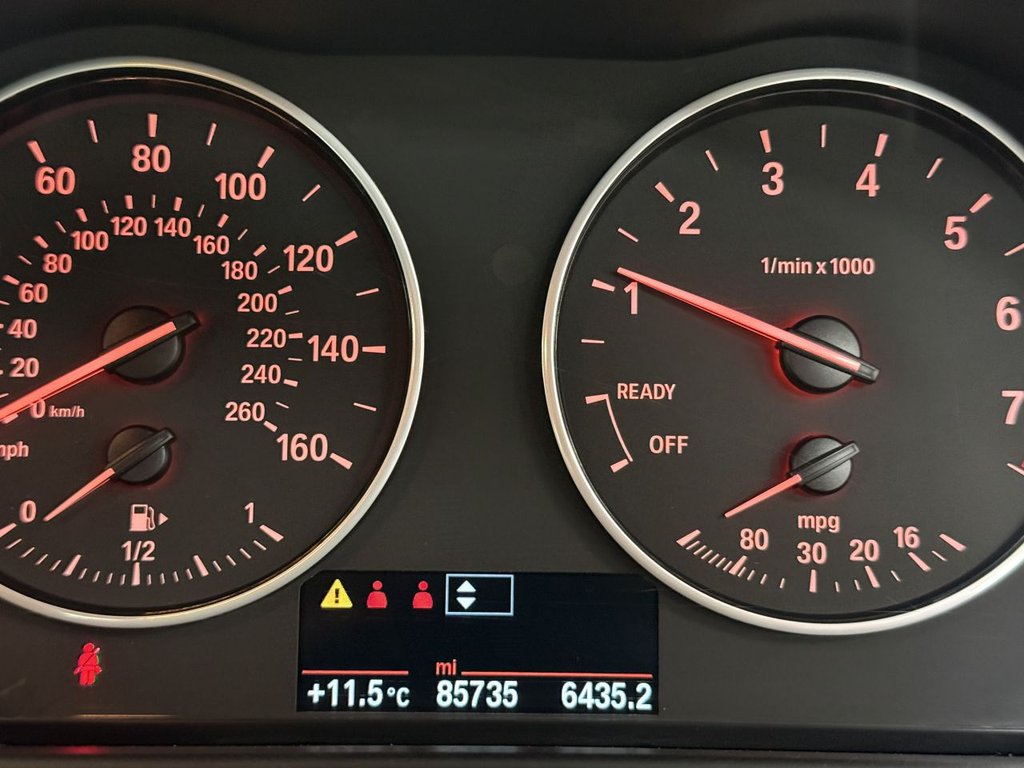 60 80 100 120 140 160
20 40 60 80 100 120 140 160 180 200 220 240 260
0 km/h
mph
0 1/2 1
1 2 3 4 5 6 7
1/min x 1000
READY
OFF
mpg
80 30 20 16
mi
+11.5°C 85735 6435.2